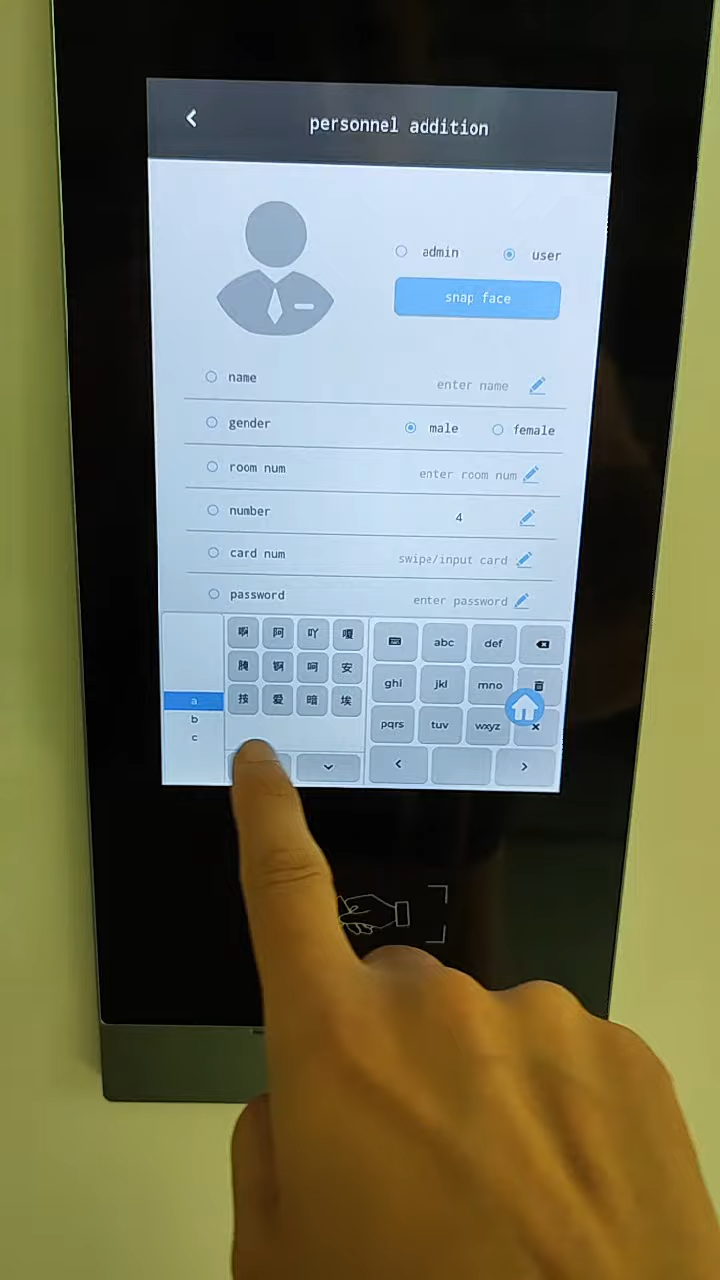 personnel addition
admin user
snap face
name enter name
gender male female
room num enter room num
number 4
card num swipe/input card
password enter password
啊 阿 吖 嗄 abc def
腌 锕 呵 安 ghi jkl mno
a 按 爱 暗 埃 pqrs tuv wxyz
b
c